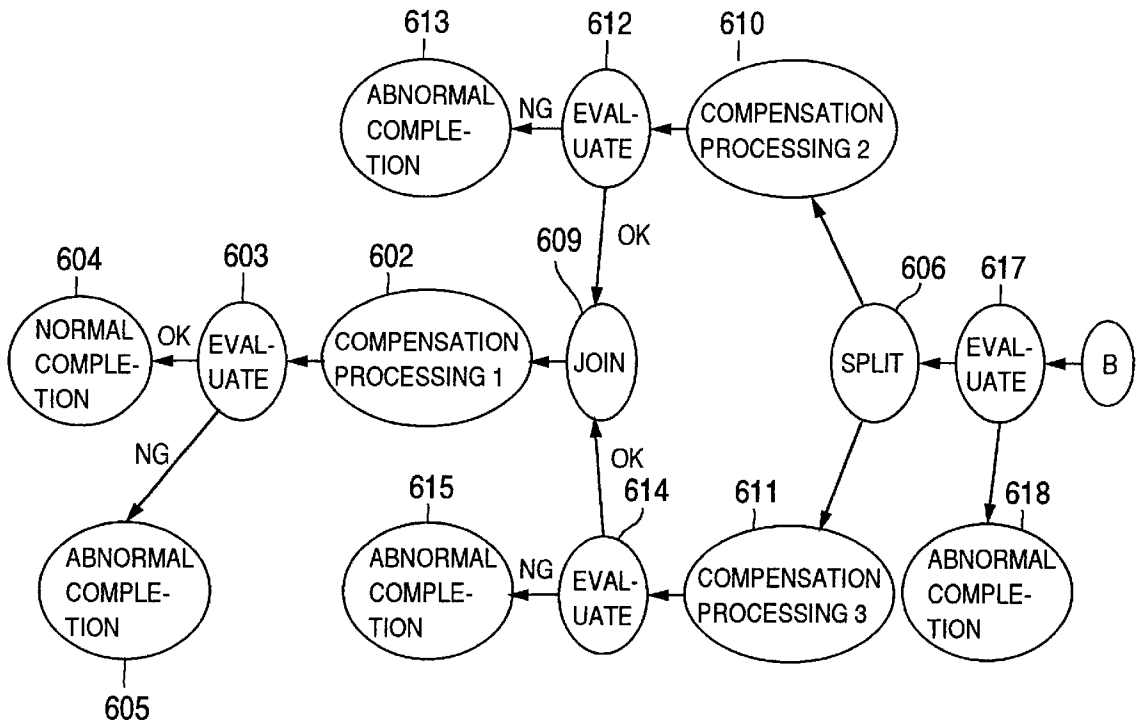 613
612
610
ABNORMAL
COMPLE-
TION
NG
EVAL-
UATE
COMPENSATION
PROCESSING 2
OK
604
603
602
609
606
617
NORMAL
COMPLE-
TION
OK
EVAL-
UATE
COMPENSATION
PROCESSING 1
JOIN
SPLIT
EVAL-
UATE
B
NG
OK
615
614
611
618
ABNORMAL
COMPLE-
TION
ABNORMAL
COMPLE-
TION
NG
EVAL-
UATE
COMPENSATION
PROCESSING 3
ABNORMAL
COMPLE-
TION
605